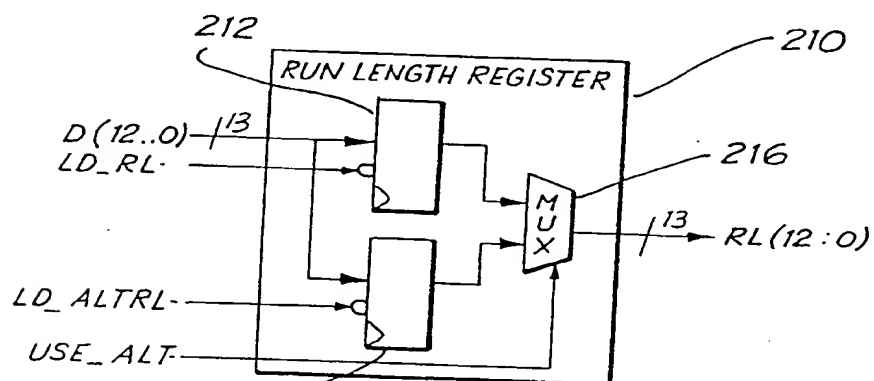 212
210
RUN LENGTH REGISTER
D(12..0)
13
LD_RL-
216
MUX
13
RL(12:0)
LD_ALTRL-
USE_ALT-